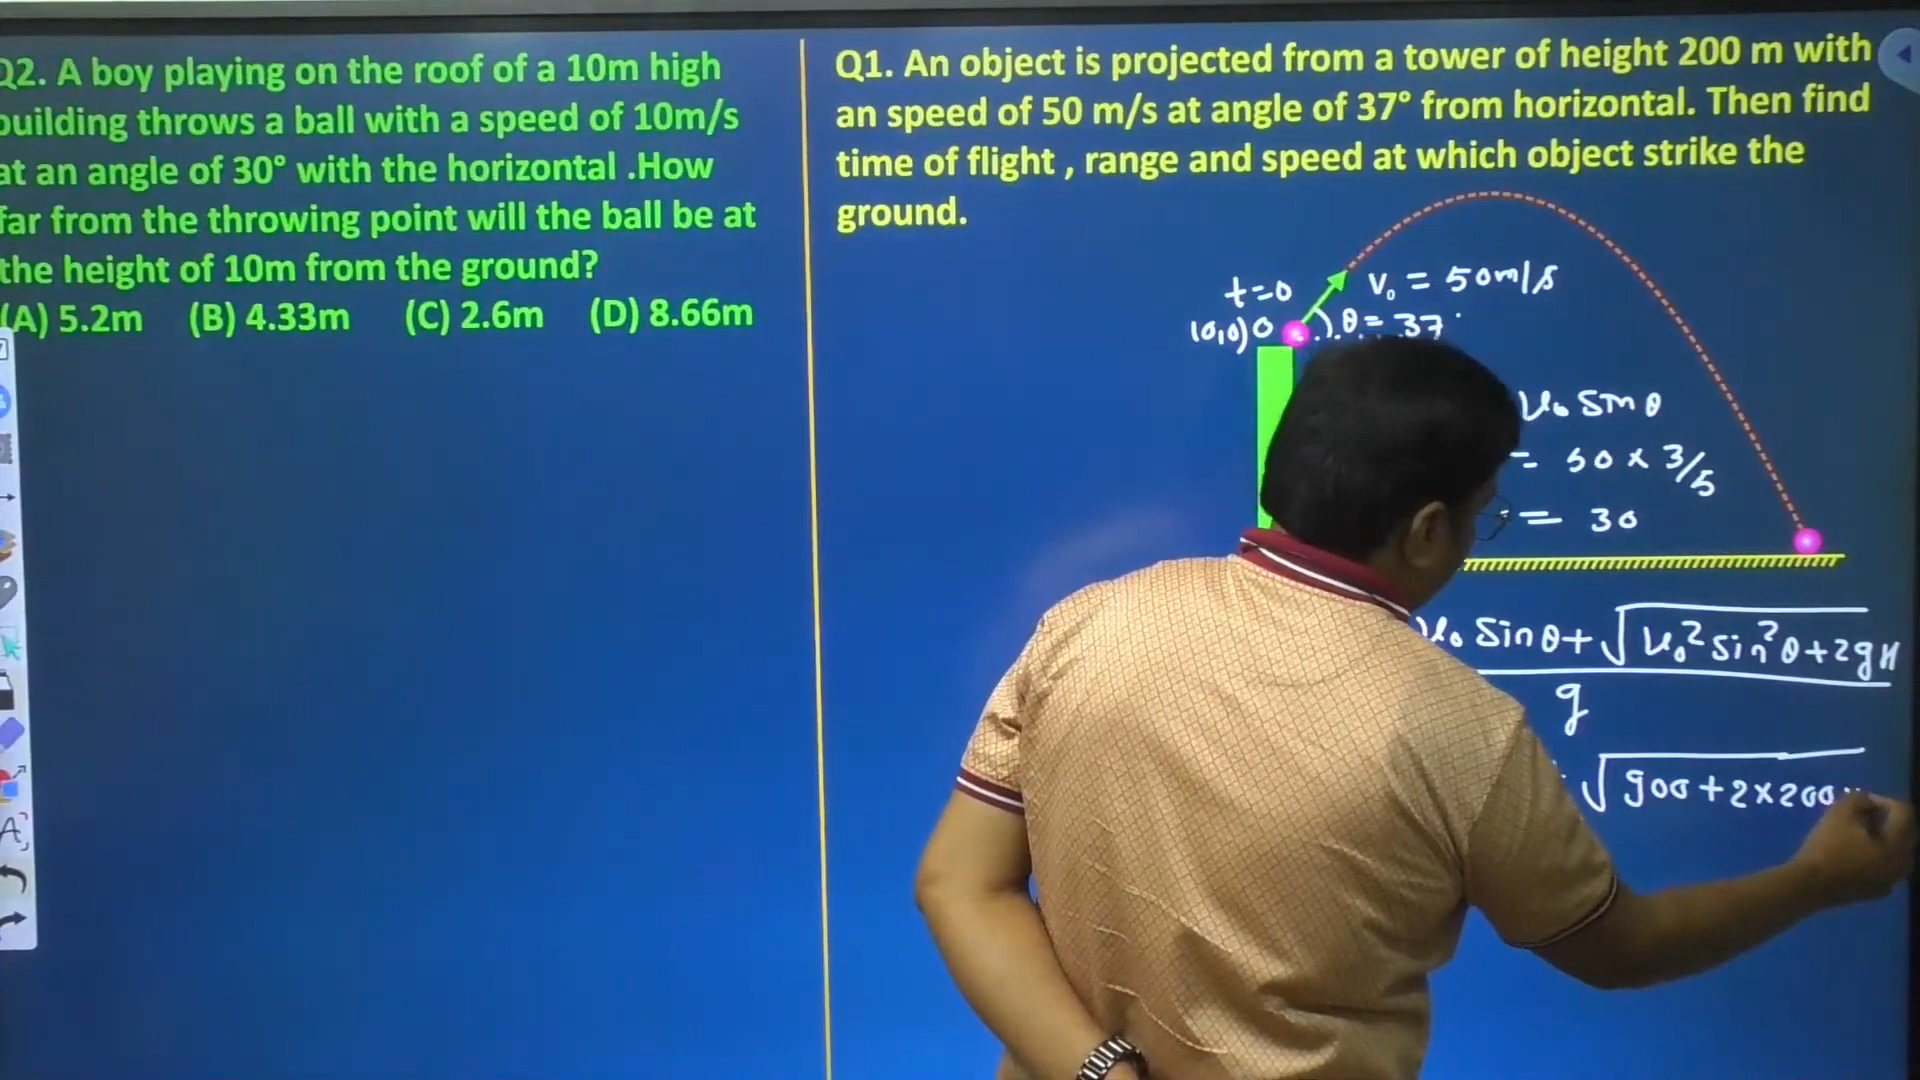 Q2. A boy playing on the roof of a 10m high
building throws a ball with a speed of 10m/s
at an angle of 30° with the horizontal .How
far from the throwing point will the ball be at
the height of 10m from the ground?
(A) 5.2m (B) 4.33m (C) 2.6m (D) 8.66m
Q1. An object is projected from a tower of height 200 m with
an speed of 50 m/s at angle of 37° from horizontal. Then find
time of flight , range and speed at which object strike the
ground.
t=0
v₀ = 50m/s
(0,0) O
θ = 37°
u₀ sin θ
= 50 × 3/5
= 30
u₀ sin θ + √(u₀² sin² θ + 2gH
g
√(900 + 2×200
A